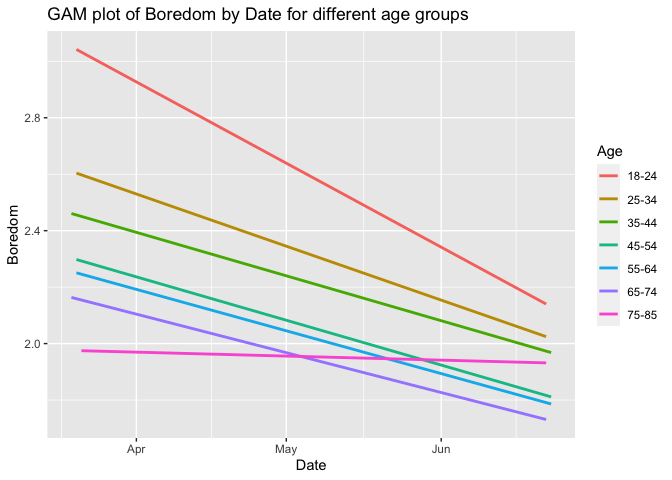 GAM plot of Boredom by Date for different age groups
2.8
2.4
2.0
Boredom
Apr
May
Jun
Date
Age
18-24
25-34
35-44
45-54
55-64
65-74
75-85